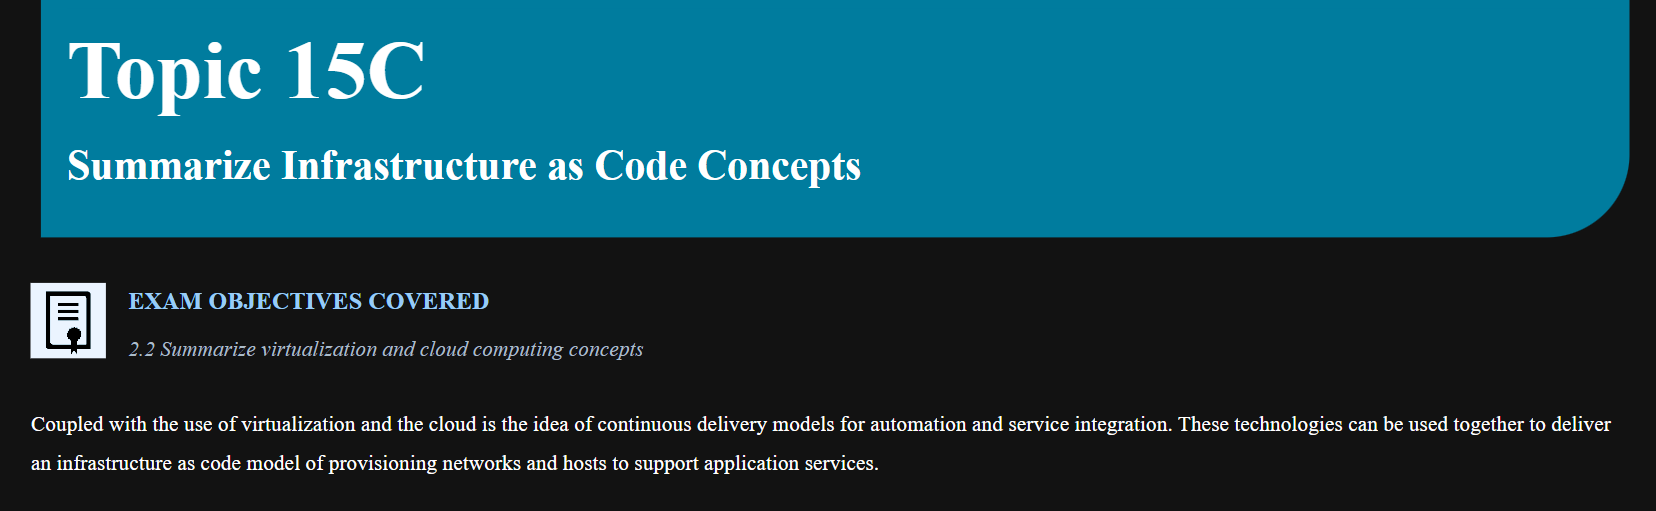 Topic 15C
Summarize Infrastructure as Code Concepts
EXAM OBJECTIVES COVERED
2.2 Summarize virtualization and cloud computing concepts
Coupled with the use of virtualization and the cloud is the idea of continuous delivery models for automation and service integration. These technologies can be used together to deliver
an infrastructure as code model of provisioning networks and hosts to support application services.